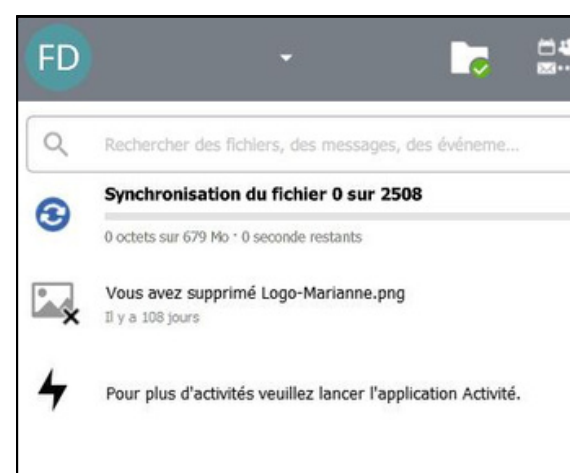 FD
Rechercher des fichiers, des messages, des événeme...
Synchronisation du fichier 0 sur 2508
0 octets sur 679 Mo · 0 seconde restants
Vous avez supprimé Logo-Marianne.png
Il y a 108 jours
Pour plus d'activités veuillez lancer l'application Activité.